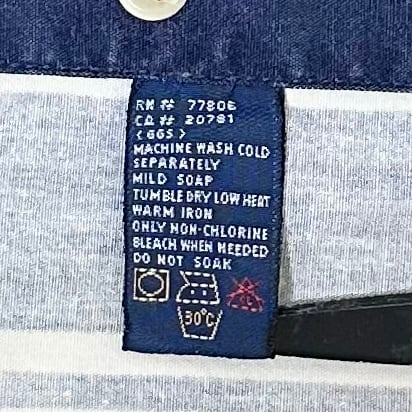 RN # 77806
CA # 20781
(GGS)
MACHINE WASH COLD
SEPARATELY
MILD SOAP
TUMBLE DRY LOW HEAT
WARM IRON
ONLY NON-CHLORINE
BLEACH WHEN NEEDED
DO NOT SOAK
30°C